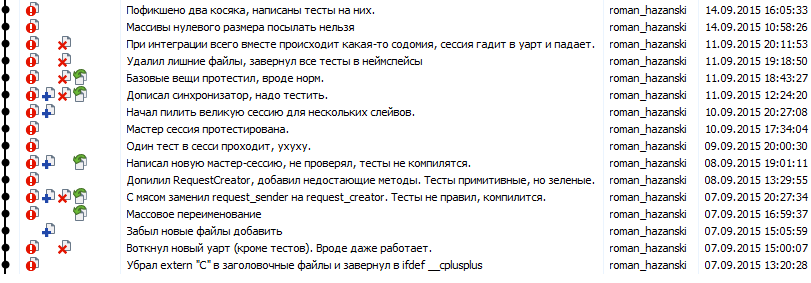 Пофикшено два косяка, написаны тесты на них. roman_hazanski 14.09.2015 16:05:33
Массивы нулевого размера посылать нельзя roman_hazanski 14.09.2015 10:58:26
При интеграции всего вместе происходит какая-то содомия, сессия гадит в уарт и падает. roman_hazanski 11.09.2015 20:11:53
Удалил лишние файлы, завернул все тесты в неймспейсы roman_hazanski 11.09.2015 19:18:50
Базовые вещи протестил, вроде норм. roman_hazanski 11.09.2015 18:43:27
Дописал синхронизатор, надо тестить. roman_hazanski 11.09.2015 12:24:20
Начал пилить великую сессию для нескольких слейвов. roman_hazanski 10.09.2015 20:27:08
Мастер сессия протестирована. roman_hazanski 10.09.2015 17:34:04
Один тест в сесси проходит, ухуху. roman_hazanski 09.09.2015 20:00:30
Написал новую мастер-сессию, не проверял, тесты не компилятся. roman_hazanski 08.09.2015 19:01:11
Допилил RequestCreator, добавил недостающие методы. Тесты примитивные, но зеленые. roman_hazanski 08.09.2015 13:29:55
С мясом заменил request_sender на request_creator. Тесты не правил, компилится. roman_hazanski 07.09.2015 20:27:34
Массовое переименование roman_hazanski 07.09.2015 16:59:37
Забыл новые файлы добавить roman_hazanski 07.09.2015 15:05:59
Воткнул новый уарт (кроме тестов). Вроде даже работает. roman_hazanski 07.09.2015 15:00:07
Убрал extern "C" в заголовочные файлы и завернул в ifdef __cplusplus roman_hazanski 07.09.2015 13:20:28